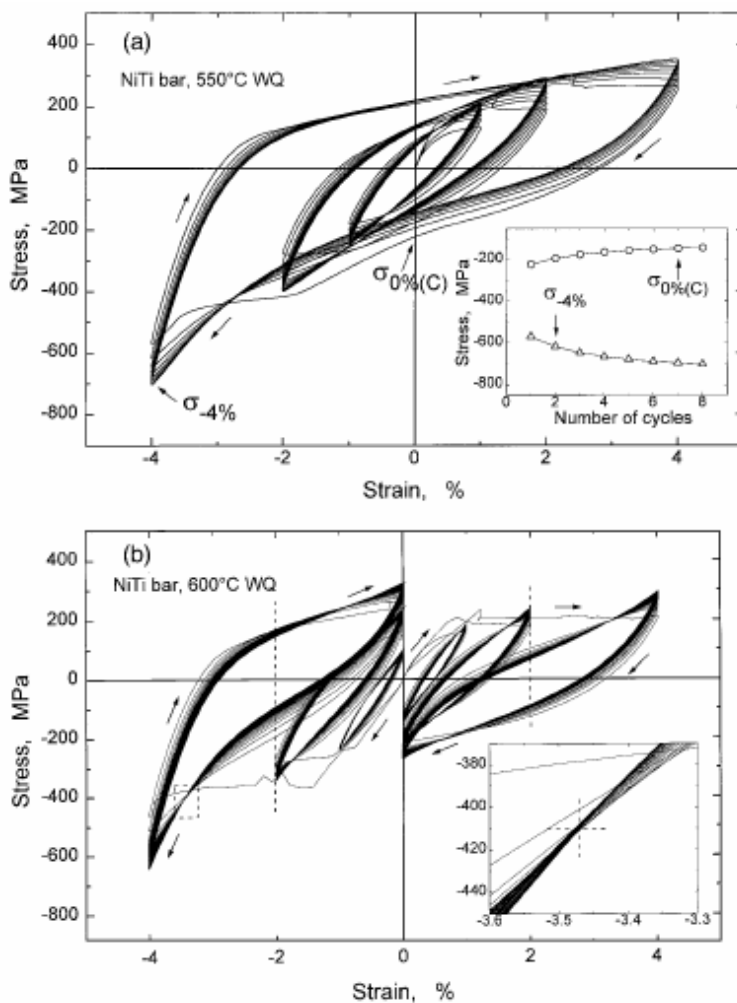 (a)
NiTi bar, 550°C WQ
400
200
0
-200
-400
-600
-800
Stress, MPa
σ0%(C)
σ-4%
-200
-400
-600
-800
Stress, MPa
σ-4%
σ0%(C)
0 2 4 6 8
Number of cycles
-4 -2 0 2 4
Strain, %
(b)
NiTi bar, 600°C WQ
400
200
0
-200
-400
-600
-800
Stress, MPa
-380
-400
-420
-440
-3.6 -3.5 -3.4 -3.3
-4 -2 0 2 4
Strain, %